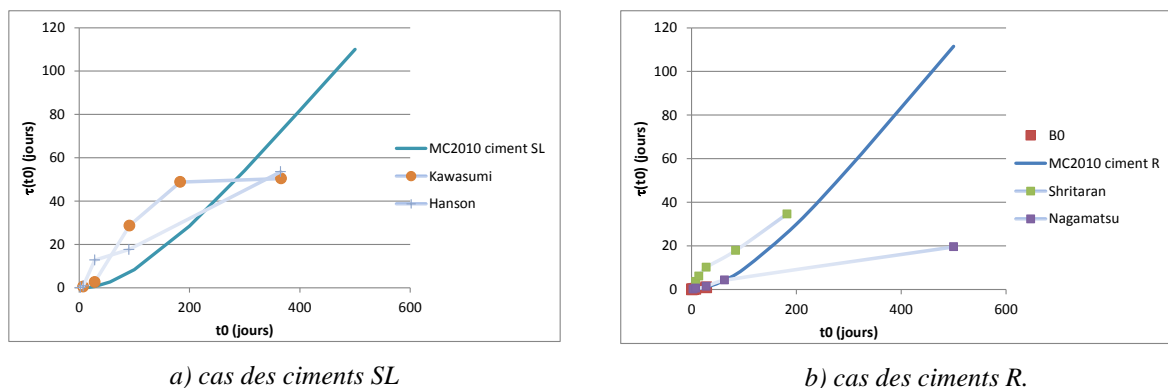 120
100
80
60
40
20
0
0
200
400
600
τ(t0) (jours)
t0 (jours)
MC2010 ciment SL
Kawasumi
Hanson
a) cas des ciments SL
120
100
80
60
40
20
0
0
200
400
600
τ(t0) (jours)
t0 (jours)
B0
MC2010 ciment R
Shritaran
Nagamatsu
b) cas des ciments R.